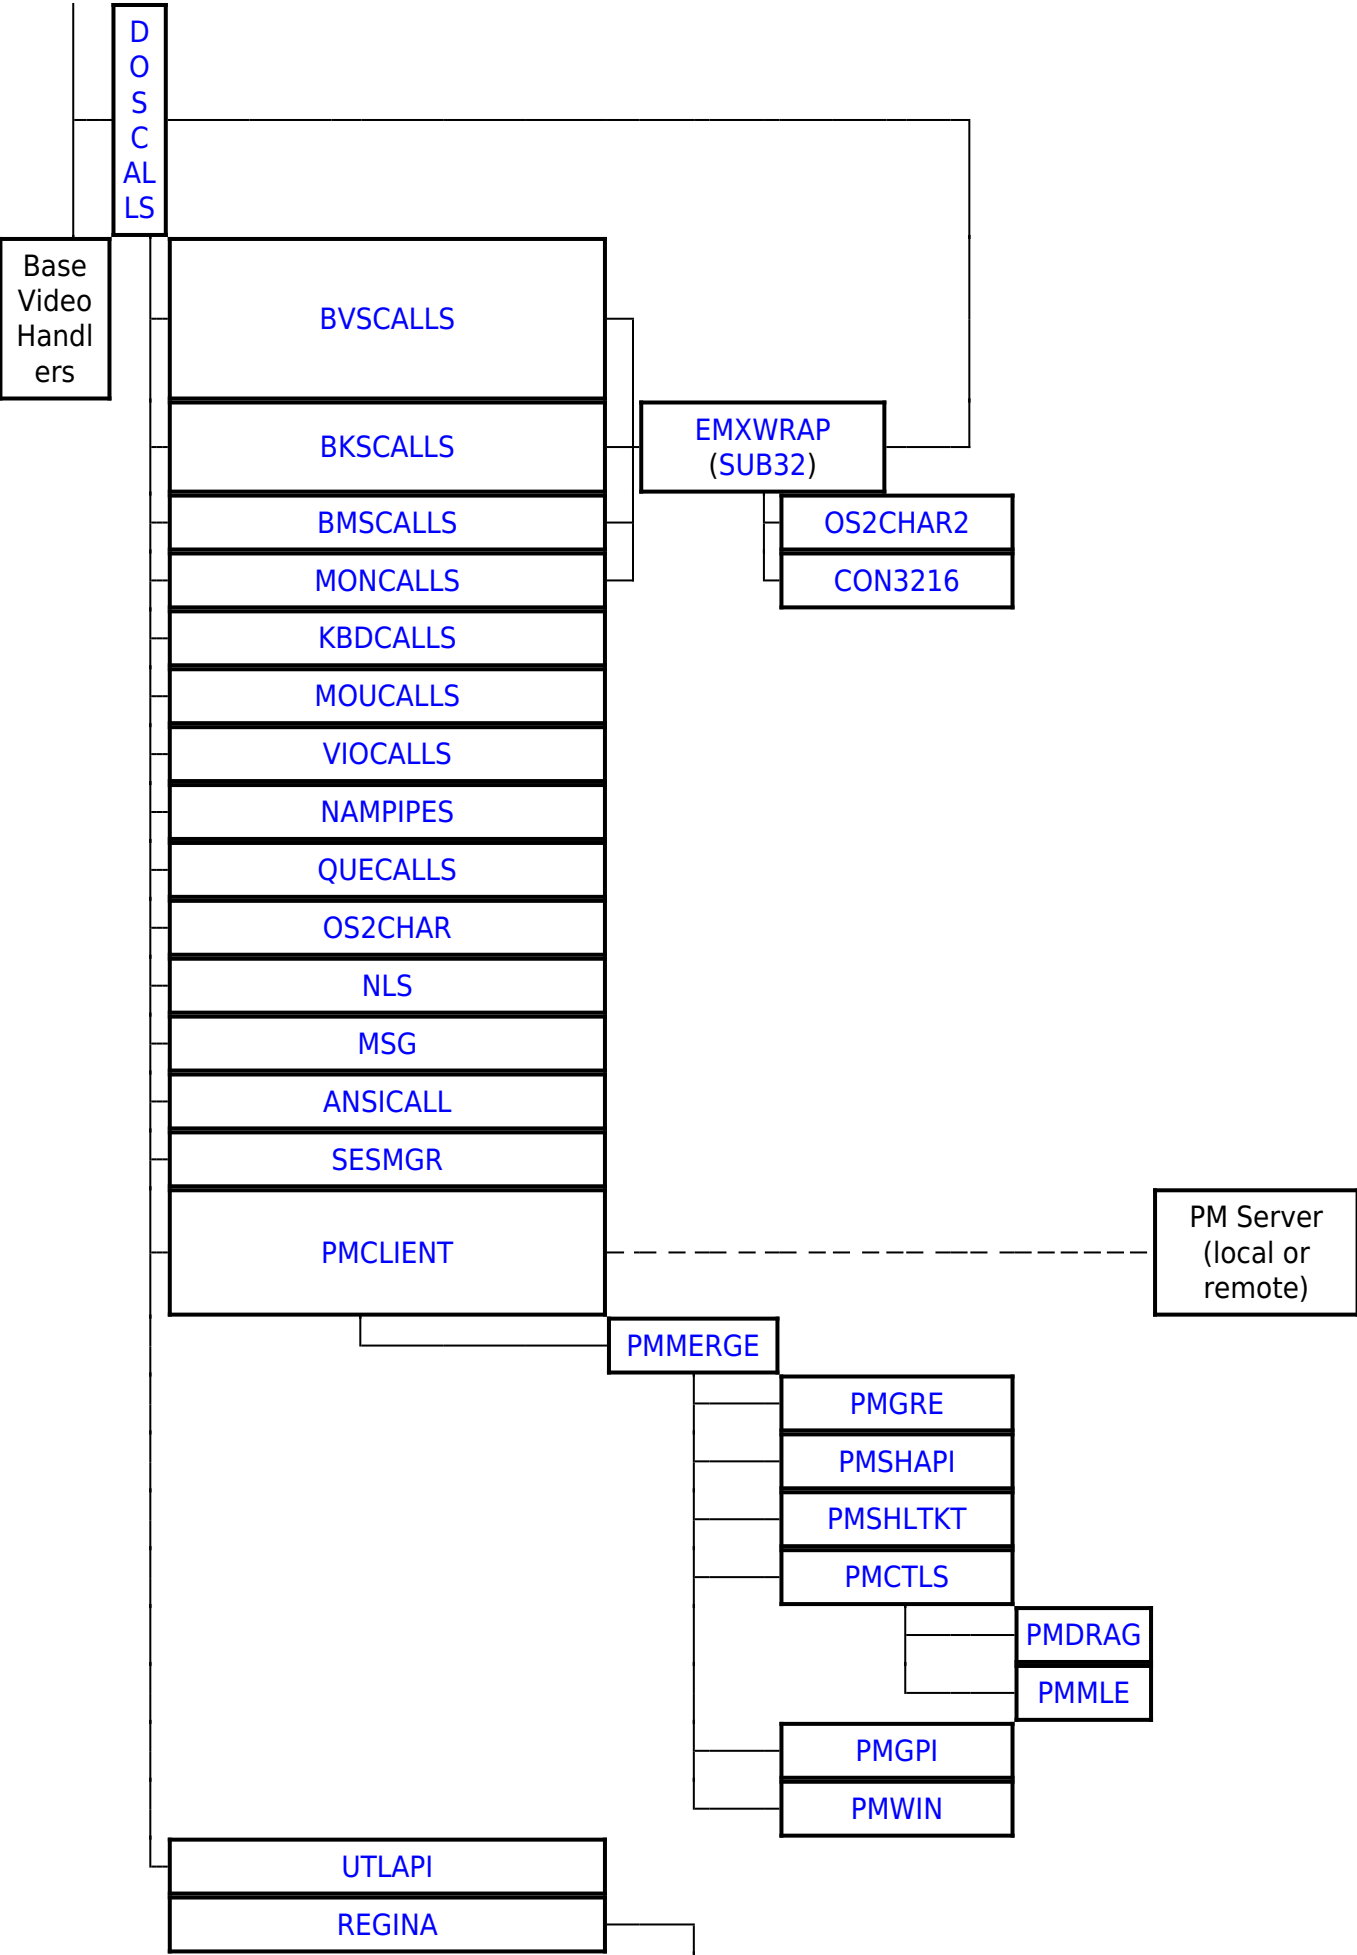 D
O
S
C
AL
LS
Base
Video
Handl
ers
BVSCALLS
BKSCALLS
EMXWRAP
(SUB32)
BMSCALLS
OS2CHAR2
MONCALLS
CON3216
KBDCALLS
MOUCALLS
VIOCALLS
NAMPIPES
QUECALLS
OS2CHAR
NLS
MSG
ANSICALL
SESMGR
PMCLIENT
PM Server
(local or
remote)
PMMERGE
PMGRE
PMSHAPI
PMSHLTKT
PMCTLS
PMDRAG
PMMLE
PMGPI
PMWIN
UTLAPI
REGINA